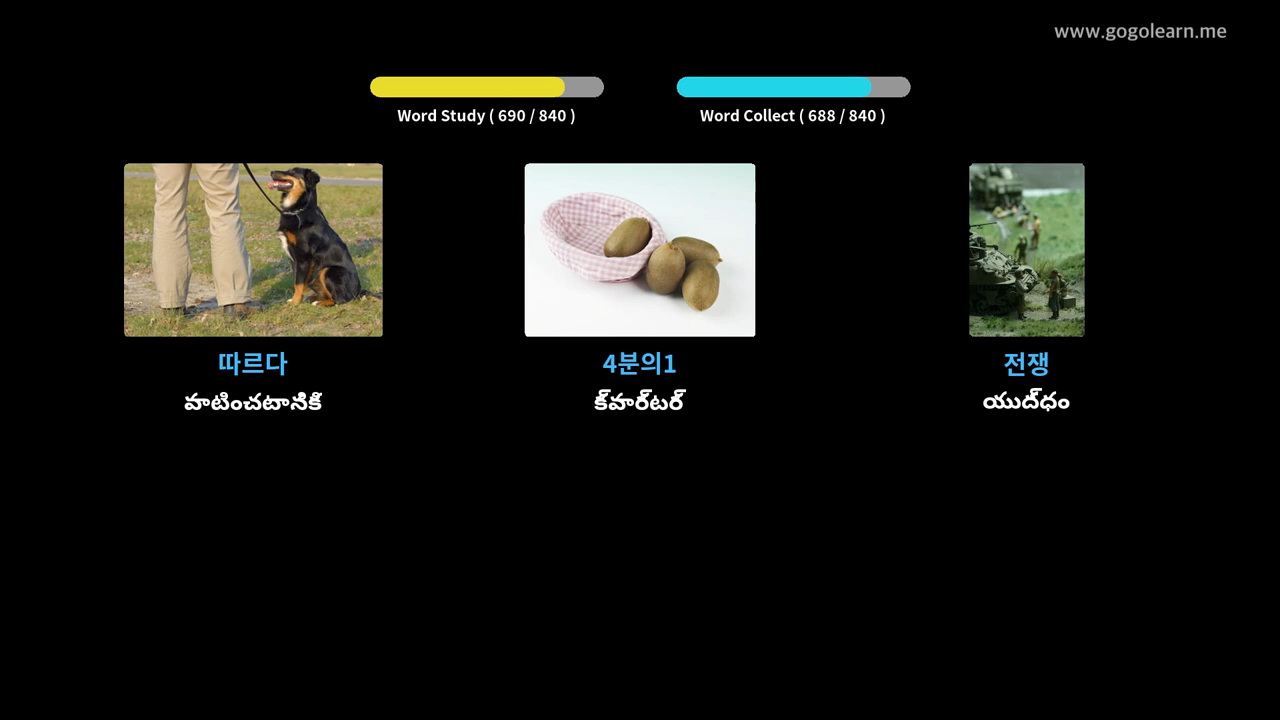 www.gogolearn.me
Word Study ( 690 / 840 )
Word Collect ( 688 / 840 )
따르다
4분의1
전쟁
పాటించటానికి
క్వార్టర్
యుద్ధం